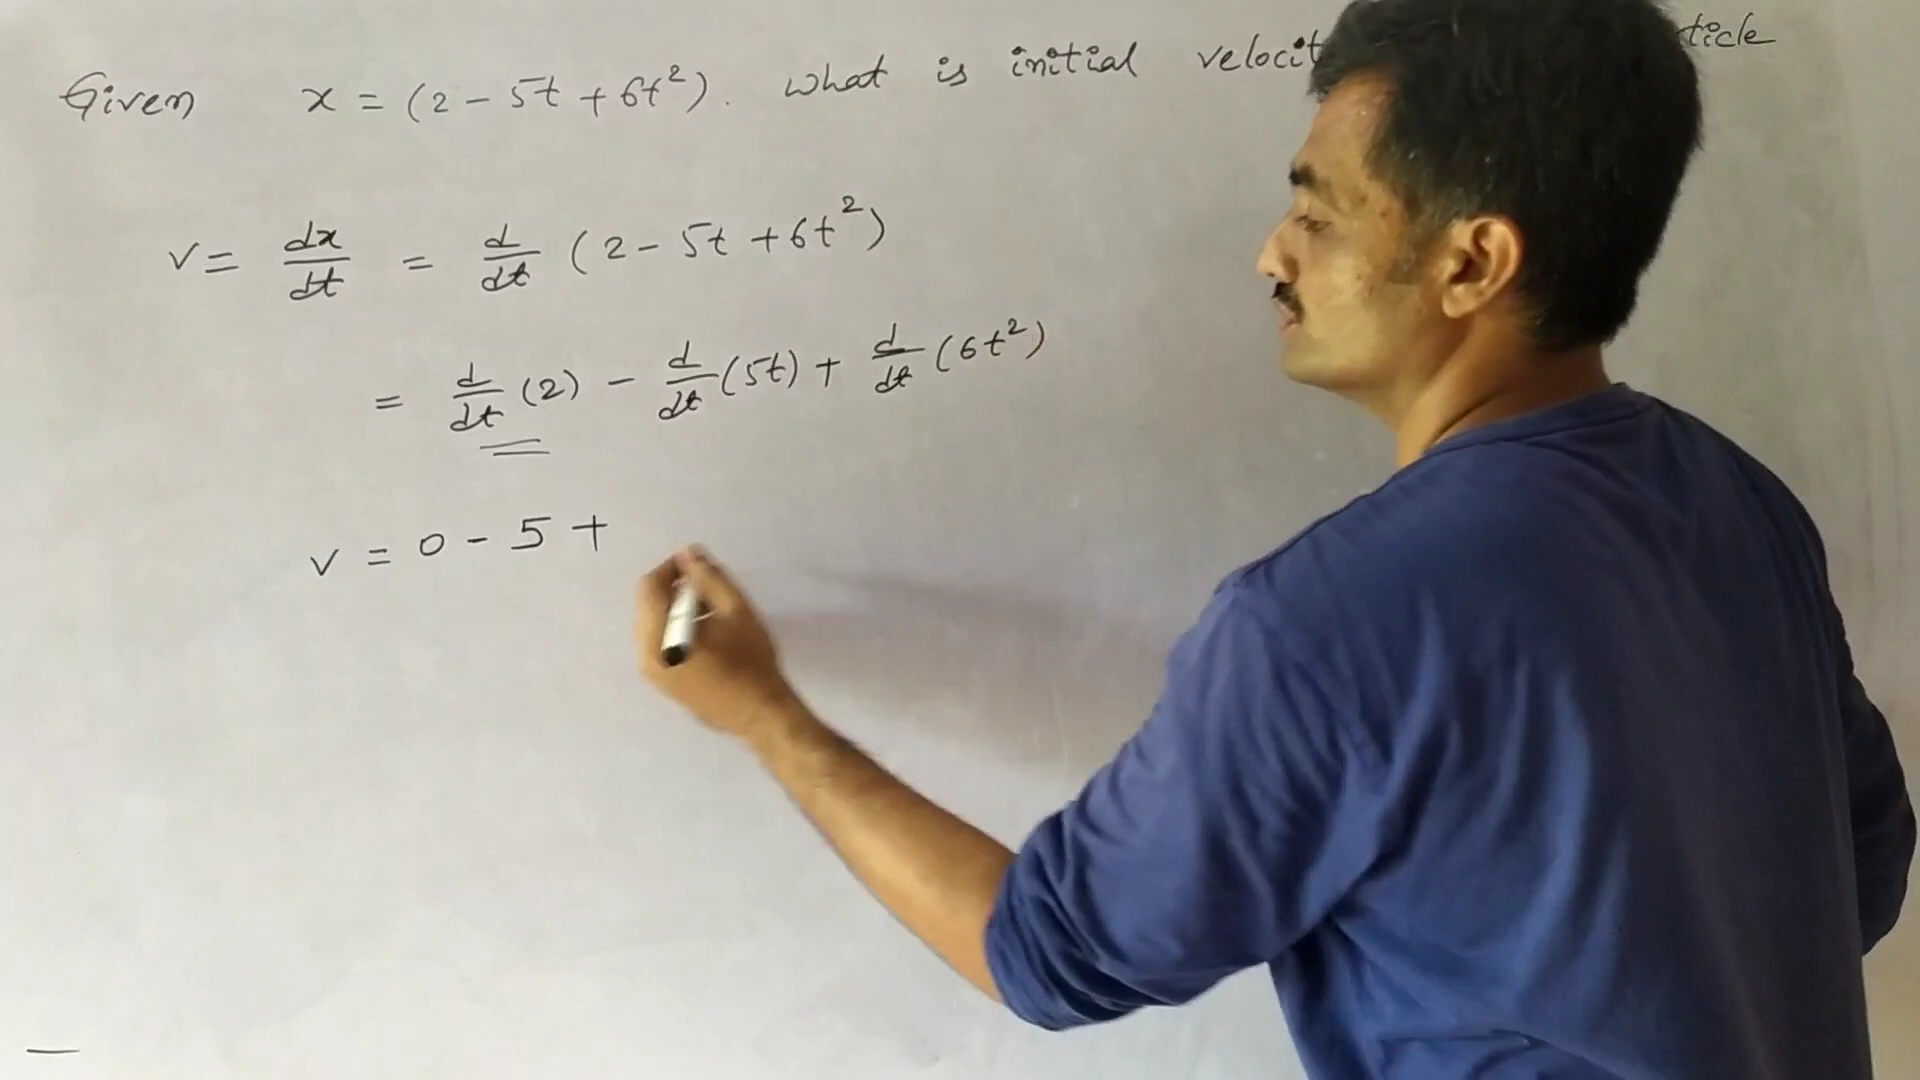 Given x = (2 - 5t + 6t²). What is initial
v = dx/dt = d/dt (2 - 5t + 6t²)
= d/dt (2) - d/dt (5t) + d/dt (6t²)
v = 0 - 5 +